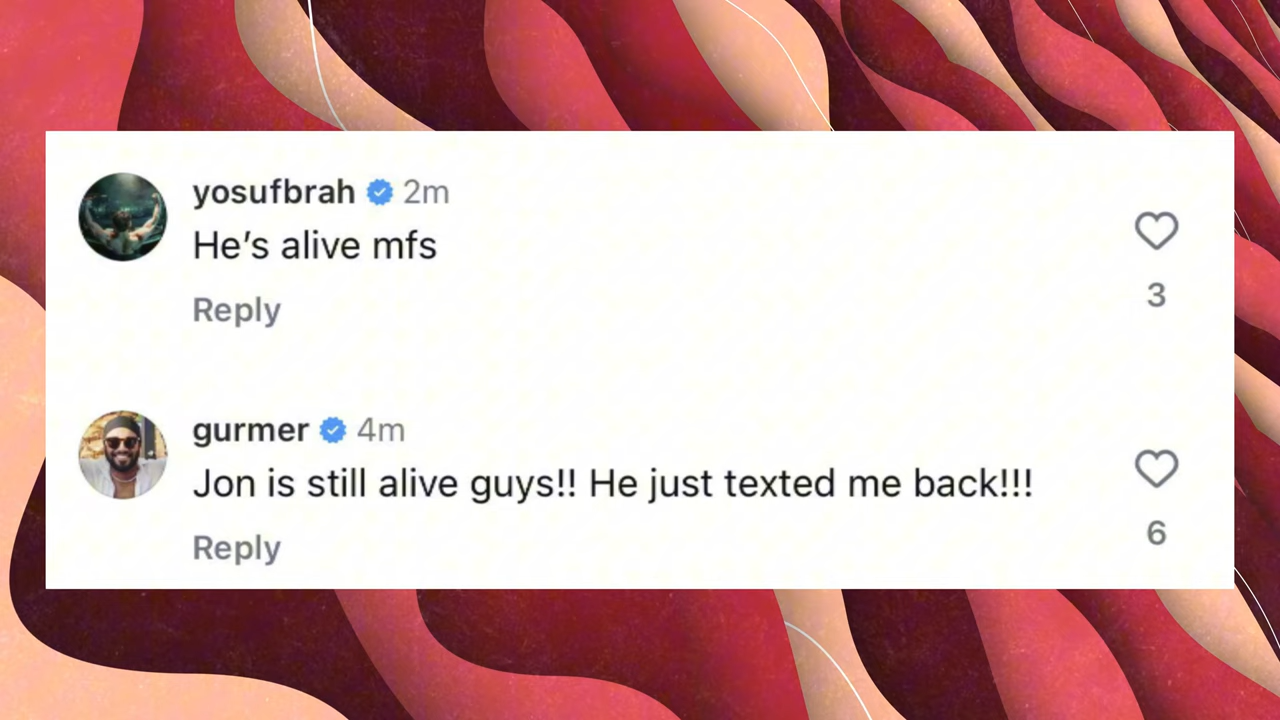 yosufbrah 2m
He’s alive mfs
3
Reply
gurmer 4m
Jon is still alive guys!! He just texted me back!!!
6
Reply